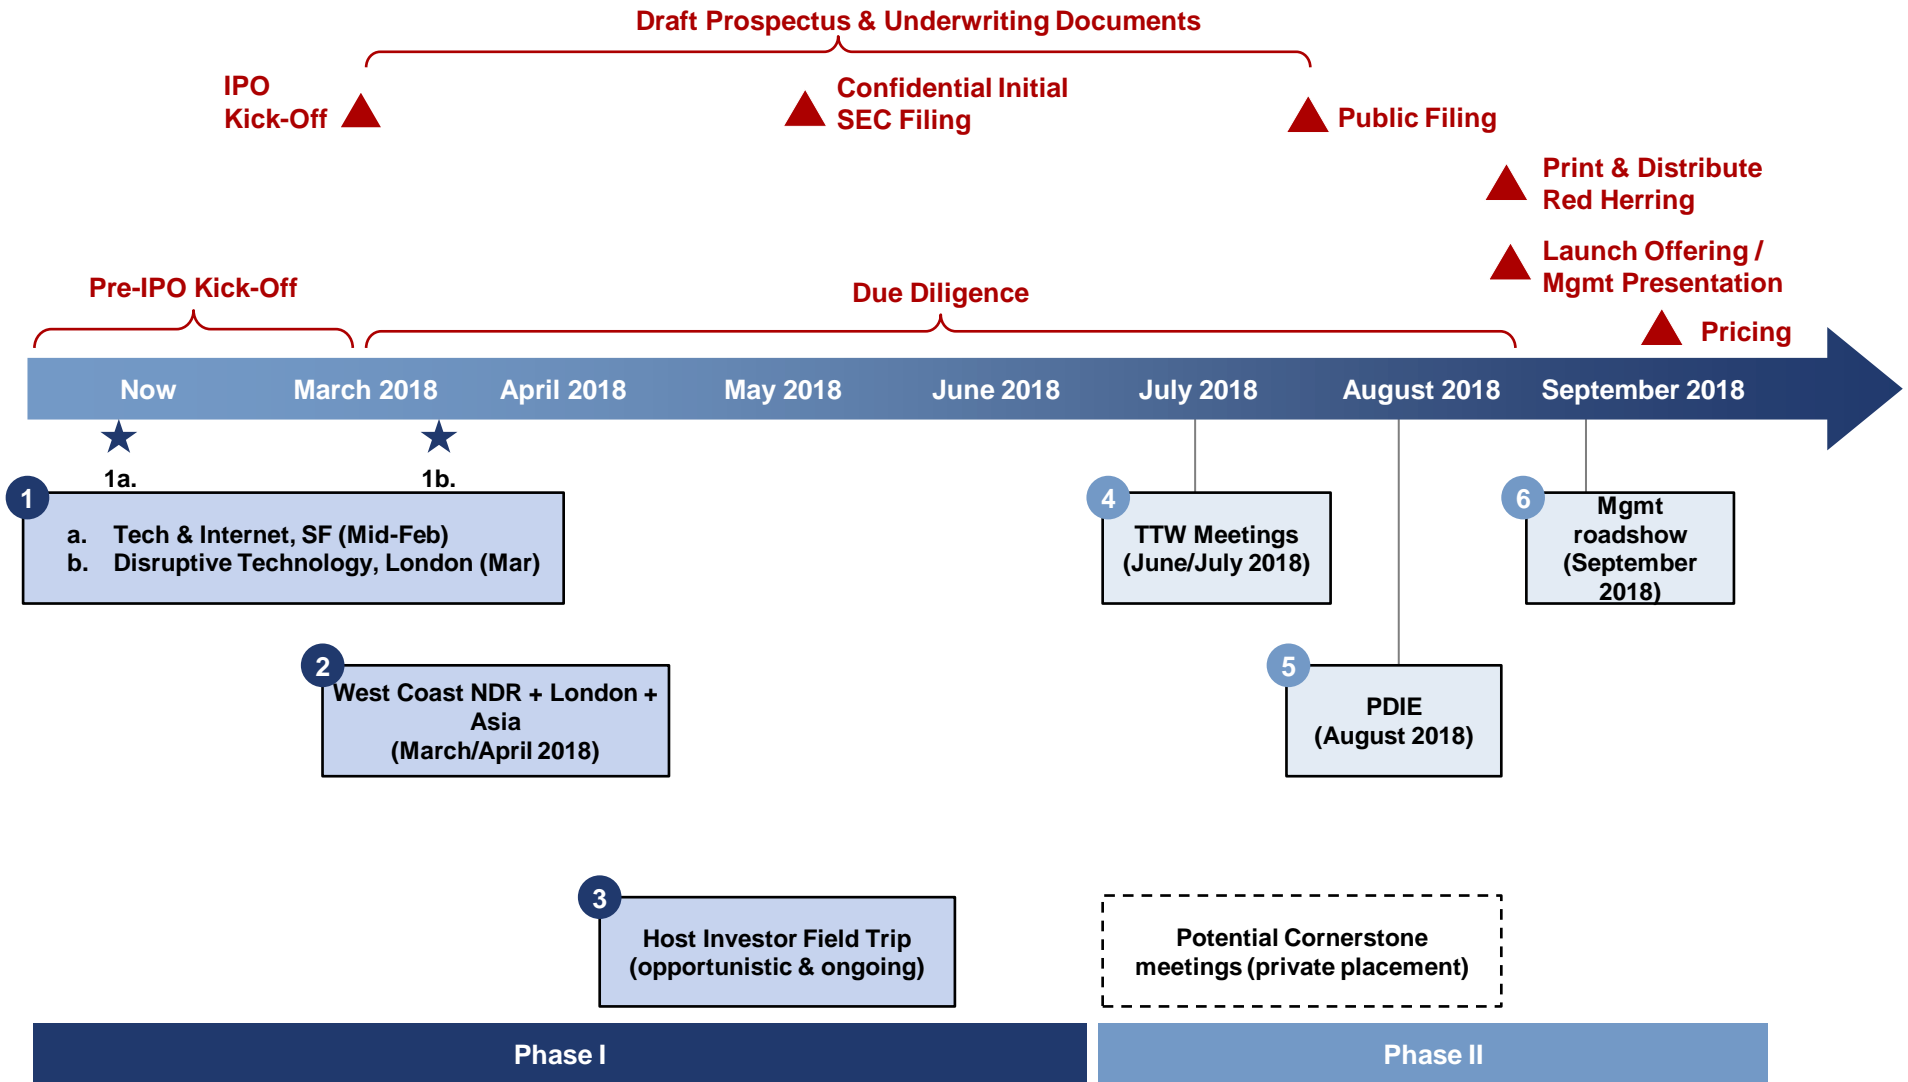 Draft Prospectus & Underwriting Documents
IPO
Kick-Off
Confidential Initial
SEC Filing
Public Filing
Print & Distribute
Red Herring
Launch Offering /
Mgmt Presentation
Pricing
Pre-IPO Kick-Off
Due Diligence
Now
March 2018
April 2018
May 2018
June 2018
July 2018
August 2018
September 2018
1a.
1b.
1
a. Tech & Internet, SF (Mid-Feb)
b. Disruptive Technology, London (Mar)
4
TTW Meetings
(June/July 2018)
6
Mgmt
roadshow
(September
2018)
2
West Coast NDR + London +
Asia
(March/April 2018)
5
PDIE
(August 2018)
3
Host Investor Field Trip
(opportunistic & ongoing)
Potential Cornerstone
meetings (private placement)
Phase I
Phase II